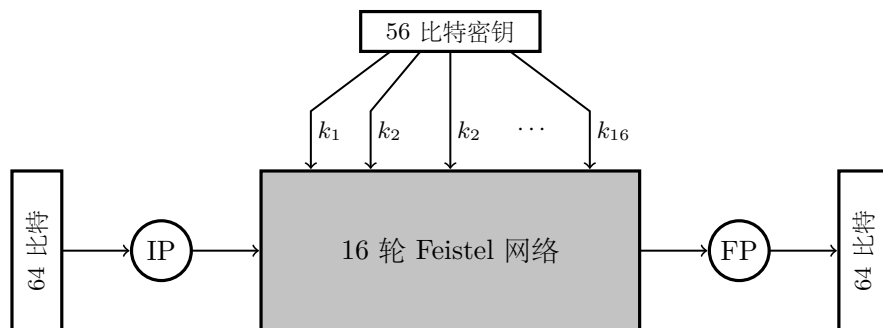 56 比特密钥
k₁ k₂ k₂ ⋯ k₁₆
64 比特
IP
16 轮 Feistel 网络
FP
64 比特